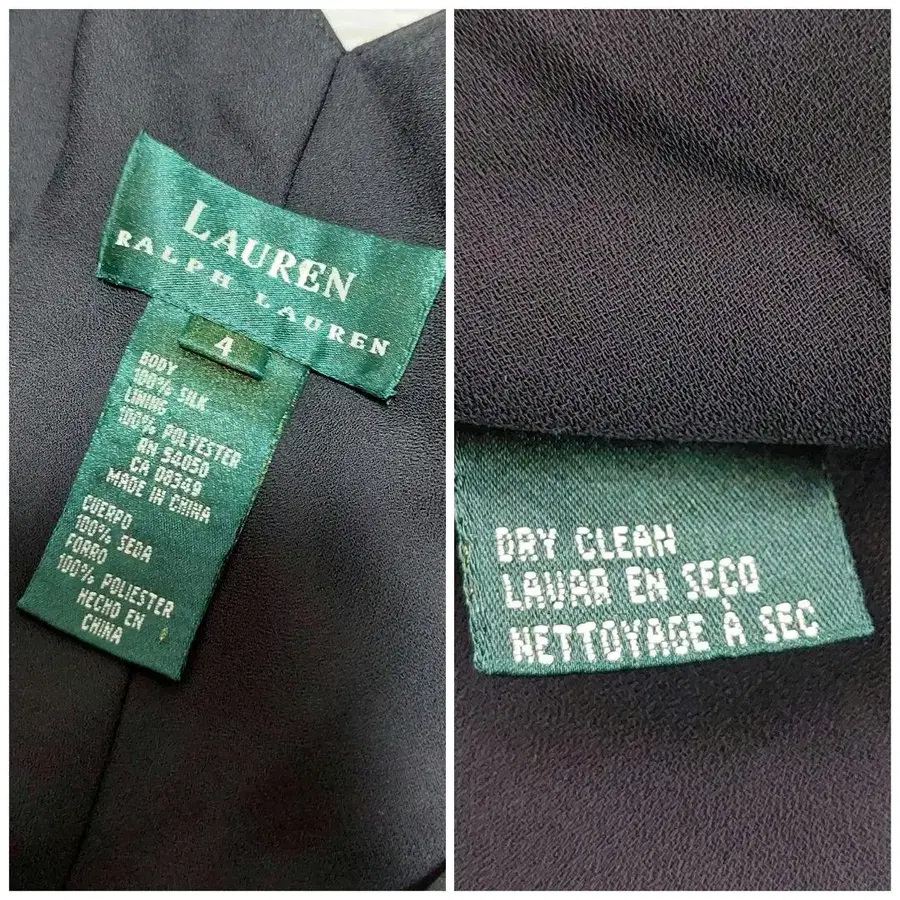 LAUREN
RALPH LAUREN
4
BODY
100% SILK
LINING
100% POLYESTER
RN 54050
CA 00349
MADE IN CHINA
CUERPO
100% SEDA
FORRO
100% POLIESTER
HECHO EN
CHINA
DRY CLEAN
LAVAR EN SECO
NETTOYAGE À SEC